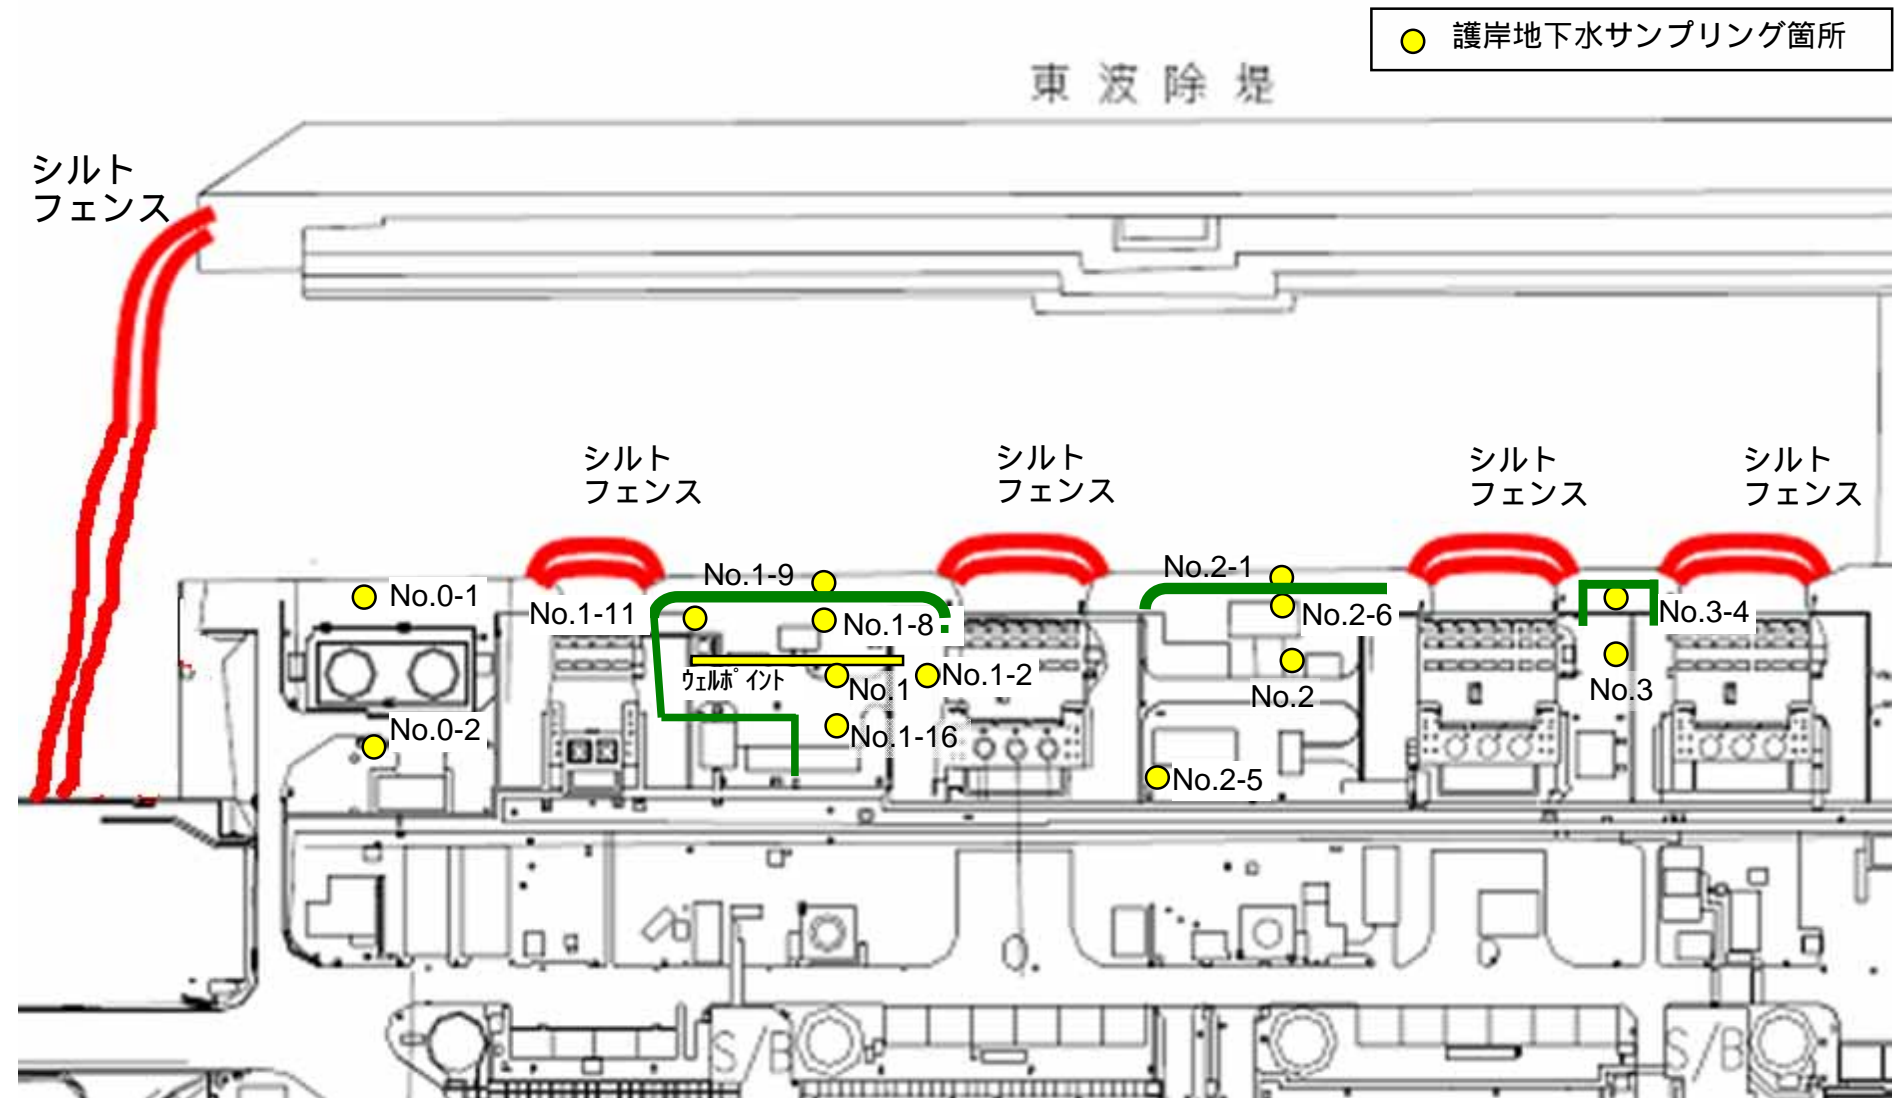 護岸地下水サンプリング箇所
東波除堤
シルト
フェンス
シルト
フェンス
シルト
フェンス
シルト
フェンス
シルト
フェンス
No.0-1
No.1-11
No.1-9
No.1-8
No.2-1
No.2-6
No.3-4
ｳｪﾙﾎﾟｲﾝﾄ
No.1
No.1-2
No.2
No.3
No.0-2
No.1-16
No.2-5
S/B
S/B